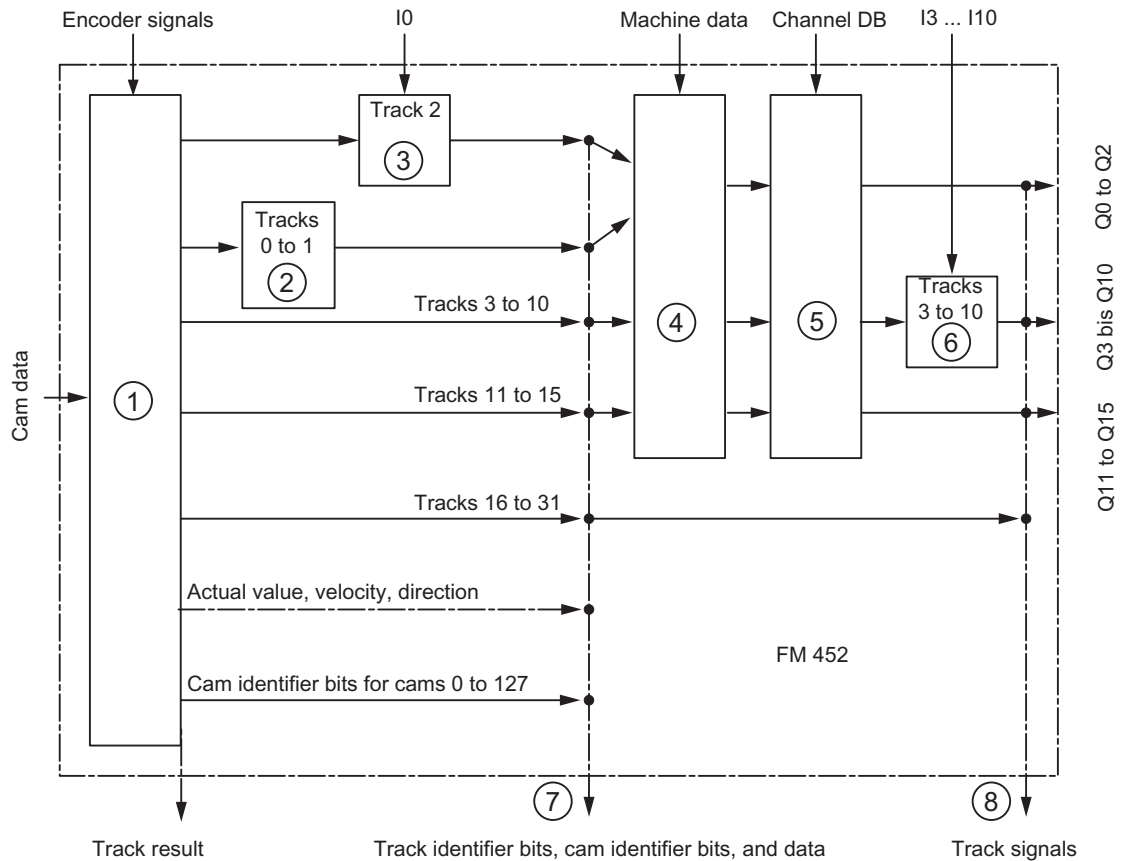 Encoder signals
I0
Machine data
Channel DB
I3 ... I10
Track 2
3
Tracks
0 to 1
2
Tracks 3 to 10
4
5
Tracks
3 to 10
6
Q0 to Q2
Q3 bis Q10
Q11 to Q15
Cam data
1
Tracks 11 to 15
Tracks 16 to 31
Actual value, velocity, direction
FM 452
Cam identifier bits for cams 0 to 127
7
8
Track result
Track identifier bits, cam identifier bits, and data
Track signals